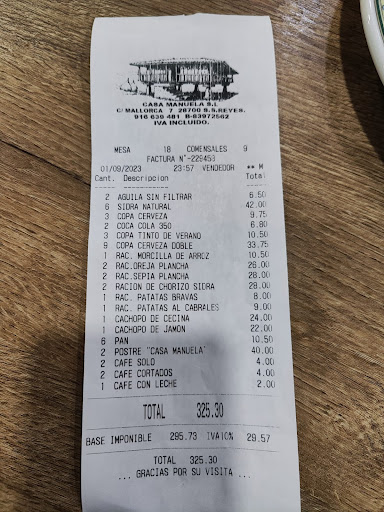 CASA MANUELA S.L
C/ MALLORCA 7 28700 S.S.REYES.
916 639 481 B-83972562
IVA INCLUIDO.
MESA 18 COMENSALES 9
FACTURA Nº-226453
01/09/2023 23:57 VENDEDOR ** M
Cant. Descripcion Total
2 AGUILA SIN FILTRAR 6.50
6 SIDRA NATURAL 42.00
3 COPA CERVEZA 9.75
2 COCA COLA 350 6.80
3 COPA TINTO DE VERANO 10.50
9 COPA CERVEZA DOBLE 33.75
1 RAC. MORCILLA DE ARROZ 10.50
2 RAC.OREJA PLANCHA 26.00
2 RAC.SEPIA PLANCHA 28.00
2 RACION DE CHORIZO SIDRA 28.00
1 RAC. PATATAS BRAVAS 8.00
1 RAC. PATATAS AL CABRALES 9.00
1 CACHOPO DE CECINA 24.00
1 CACHOPO DE JAMON 22.00
6 PAN 10.50
2 POSTRE "CASA MANUELA" 40.00
2 CAFE SOLO 4.00
2 CAFE CORTADOS 4.00
1 CAFE CON LECHE 2.00
TOTAL 325.30
BASE IMPONIBLE 295.73 IVA10% 29.57
TOTAL 325.30
... GRACIAS POR SU VISITA ...